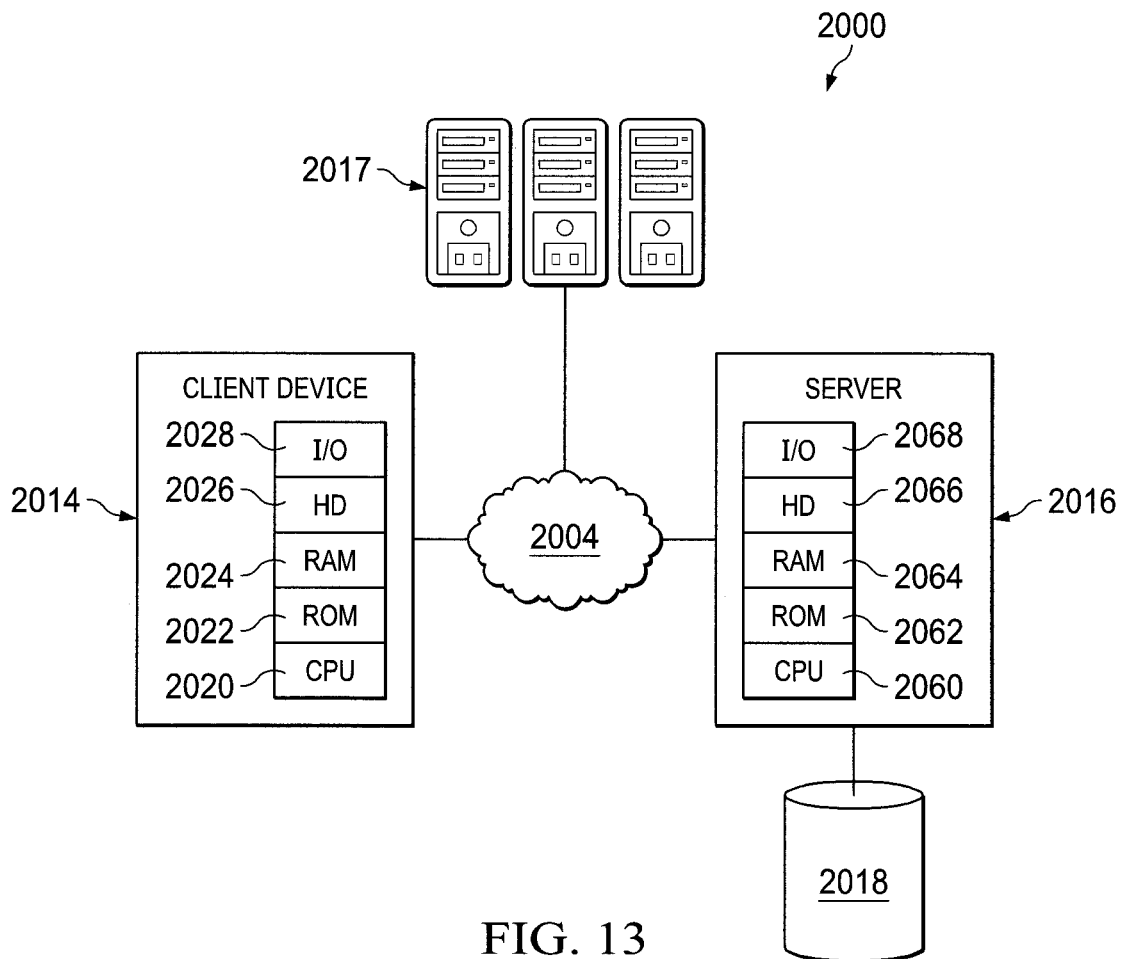 2000
2017
CLIENT DEVICE
2028 I/O
2026 HD
2024 RAM
2022 ROM
2020 CPU
2014
2004
SERVER
I/O 2068
HD 2066
RAM 2064
ROM 2062
CPU 2060
2016
2018
FIG. 13